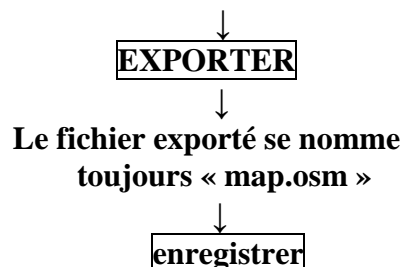 ↓
EXPORTER
↓
Le fichier exporté se nomme
toujours « map.osm »
↓
enregistrer